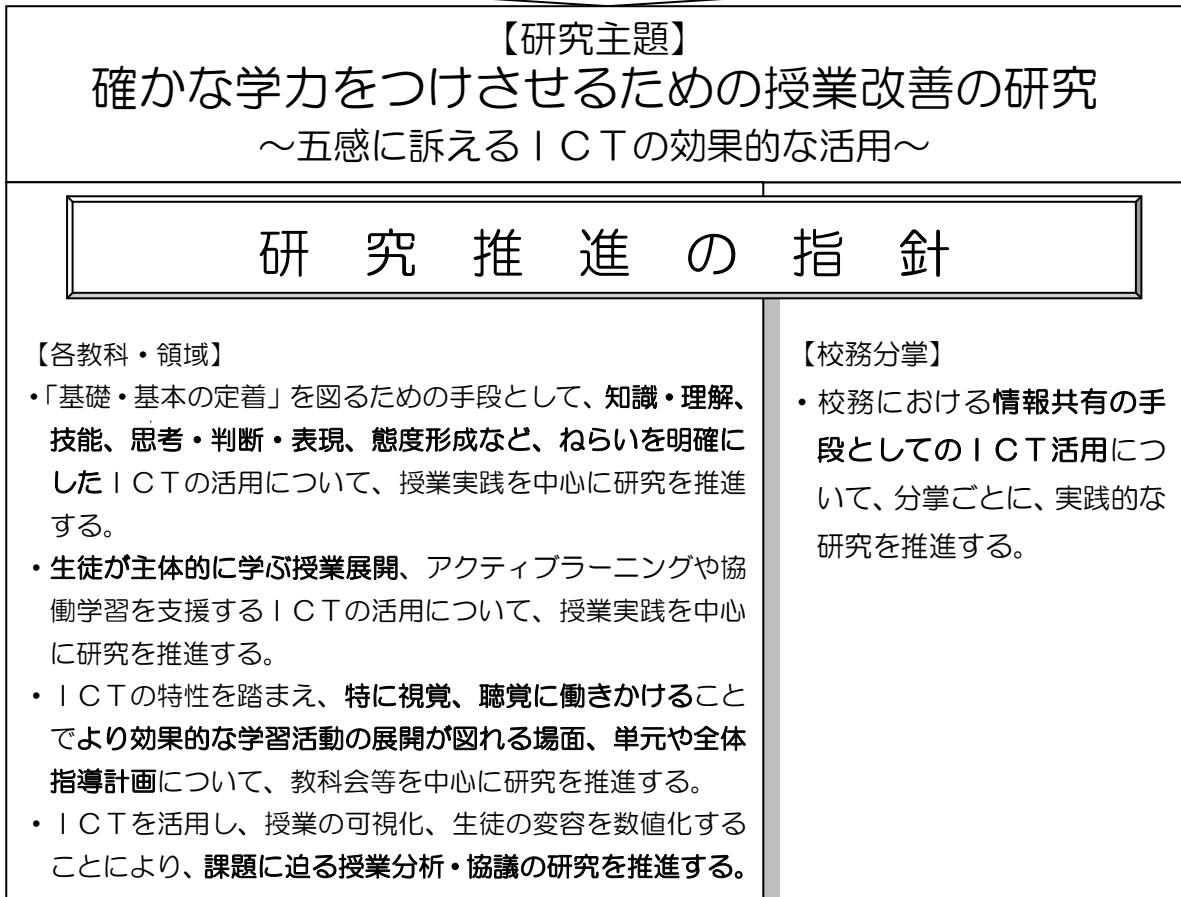 【研究主題】
確かな学力をつけさせるための授業改善の研究
～五感に訴えるＩＣＴの効果的な活用～
研究推進の指針
【各教科・領域】
・「基礎・基本の定着」を図るための手段として、知識・理解、
技能、思考・判断・表現、態度形成など、ねらいを明確に
したＩＣＴの活用について、授業実践を中心に研究を推進
する。
・生徒が主体的に学ぶ授業展開、アクティブラーニングや協
働学習を支援するＩＣＴの活用について、授業実践を中心
に研究を推進する。
・ＩＣＴの特性を踏まえ、特に視覚、聴覚に働きかけること
でより効果的な学習活動の展開が図れる場面、単元や全体
指導計画について、教科会等を中心に研究を推進する。
・ＩＣＴを活用し、授業の可視化、生徒の変容を数値化する
ことにより、課題に迫る授業分析・協議の研究を推進する。
【校務分掌】
・校務における情報共有の手
段としてのＩＣＴ活用につ
いて、分掌ごとに、実践的な
研究を推進する。